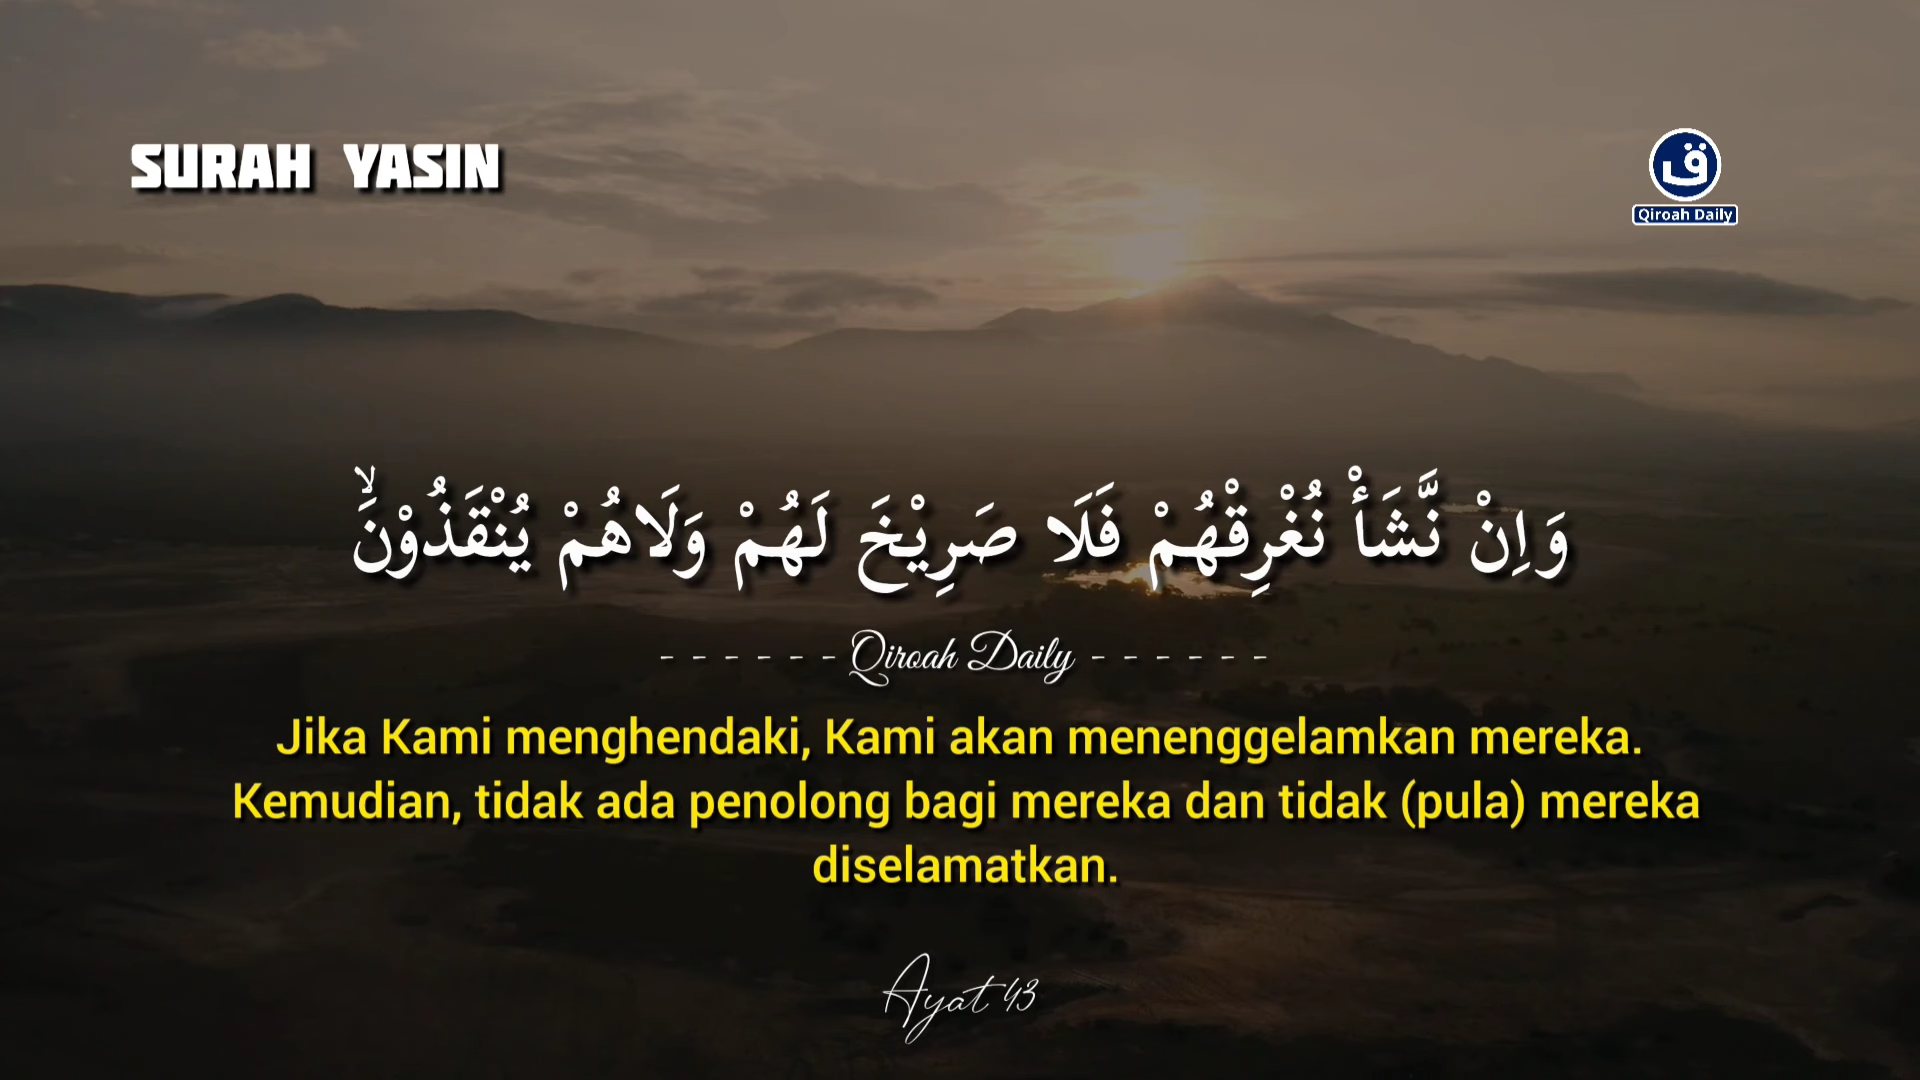 SURAH YASIN
ق
Qiroah Daily
وَاِنْ نَّشَأْ نُغْرِقْهُمْ فَلَا صَرِيْخَ لَهُمْ وَلَاهُمْ يُنْقَذُوْنَۙ
- - - - - - Qiroah Daily - - - - - -
Jika Kami menghendaki, Kami akan menenggelamkan mereka.
Kemudian, tidak ada penolong bagi mereka dan tidak (pula) mereka
diselamatkan.
Ayat 43